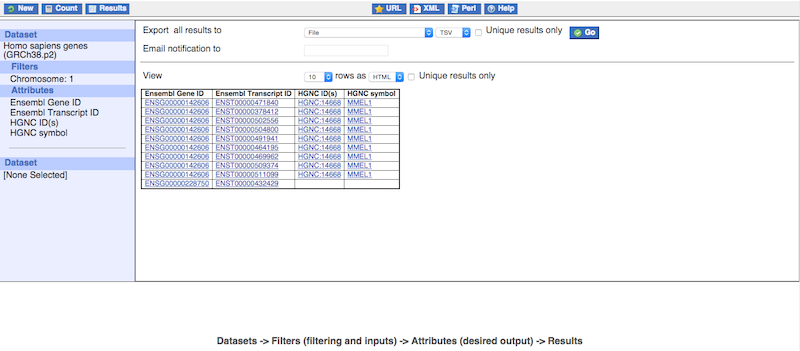 New Count Results URL XML Perl Help
Dataset
Homo sapiens genes
(GRCh38.p2)
Filters
Chromosome: 1
Attributes
Ensembl Gene ID
Ensembl Transcript ID
HGNC ID(s)
HGNC symbol
Dataset
[None Selected]
Export all results to File TSV Unique results only Go
Email notification to
View 10 rows as HTML Unique results only
Ensembl Gene ID Ensembl Transcript ID HGNC ID(s) HGNC symbol
ENSG00000142606 ENST00000471840 HGNC:14668 MMEL1
ENSG00000142606 ENST00000378412 HGNC:14668 MMEL1
ENSG00000142606 ENST00000502556 HGNC:14668 MMEL1
ENSG00000142606 ENST00000504800 HGNC:14668 MMEL1
ENSG00000142606 ENST00000491941 HGNC:14668 MMEL1
ENSG00000142606 ENST00000464195 HGNC:14668 MMEL1
ENSG00000142606 ENST00000469962 HGNC:14668 MMEL1
ENSG00000142606 ENST00000509374 HGNC:14668 MMEL1
ENSG00000142606 ENST00000511099 HGNC:14668 MMEL1
ENSG00000228750 ENST00000432429
Datasets -> Filters (filtering and inputs) -> Attributes (desired output) -> Results